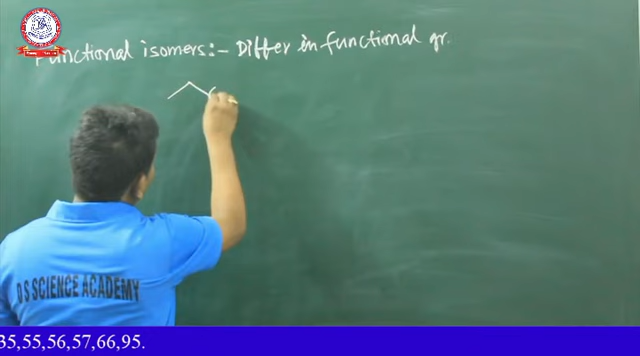 Functional isomers:- Differ in functional gr.
D S SCIENCE ACADEMY
35,55,56,57,66,95.